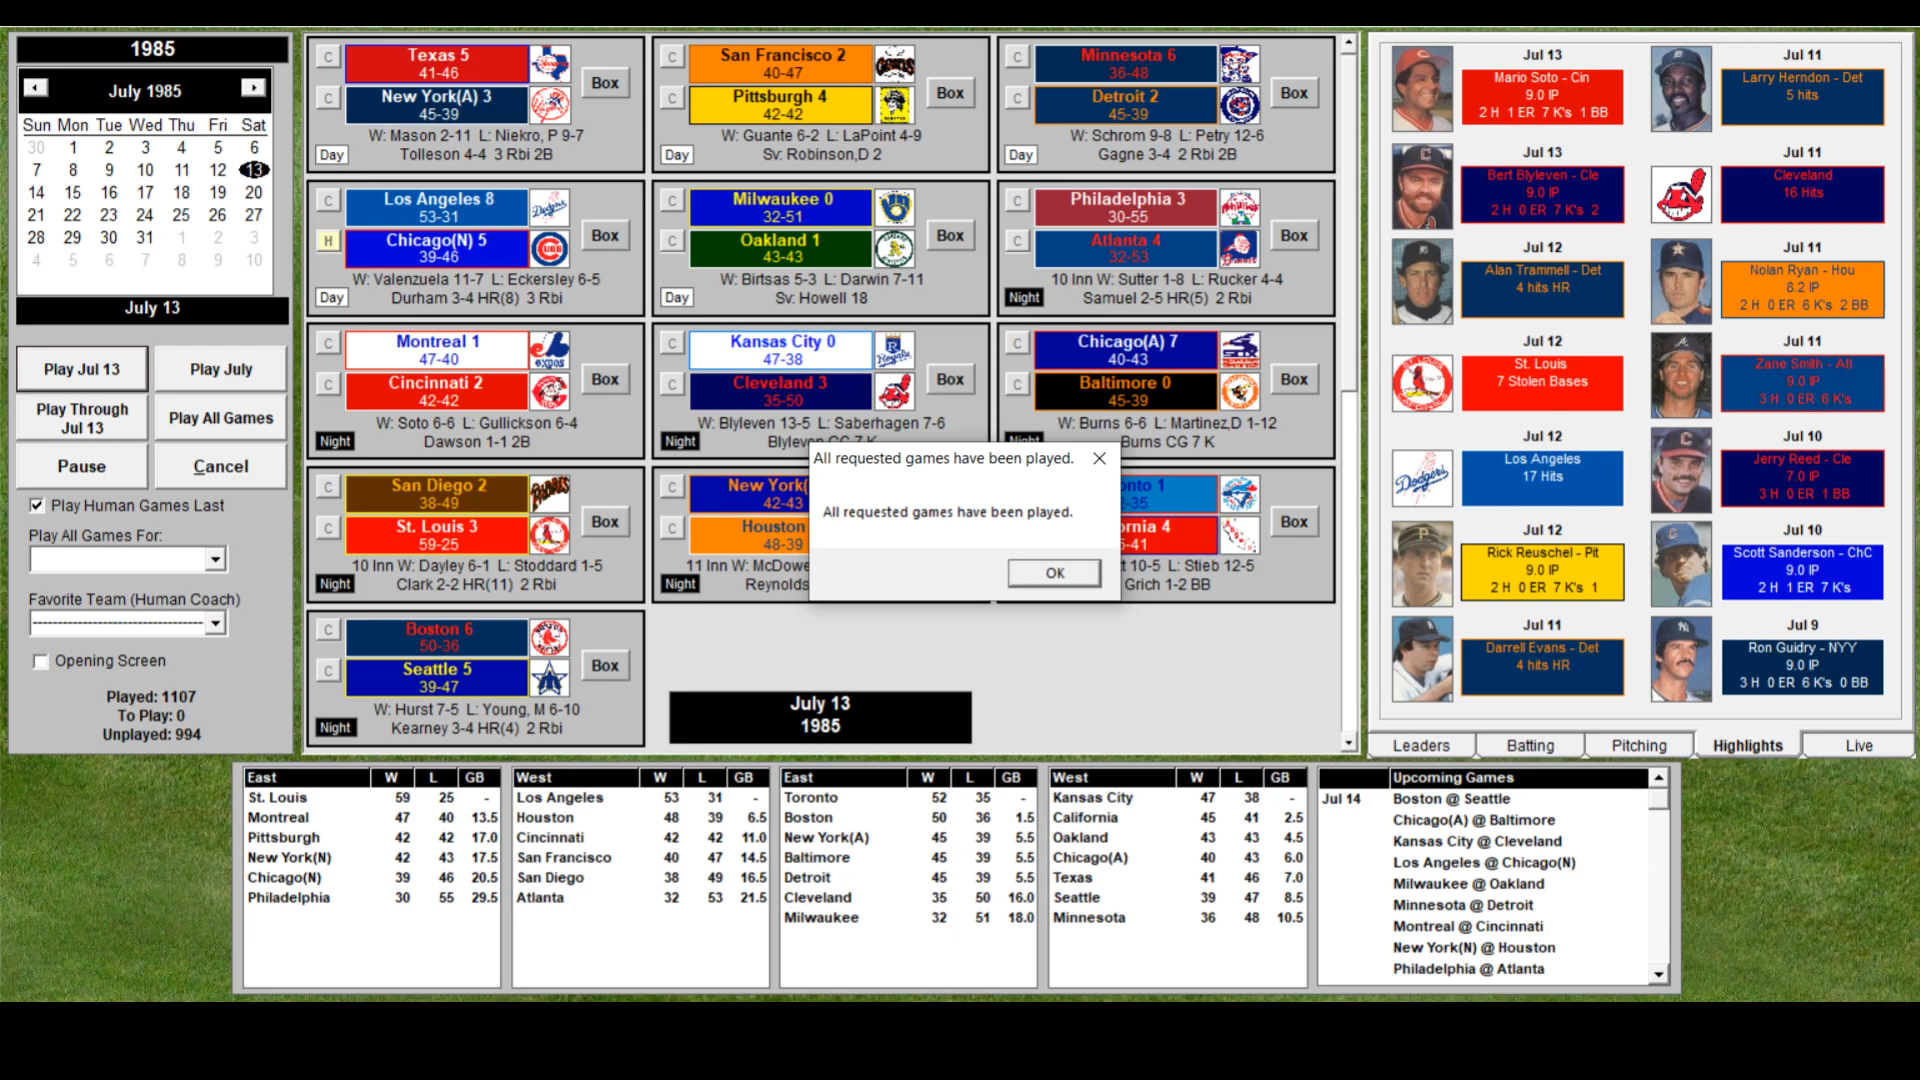 1985
July 1985
Sun Mon Tue Wed Thu Fri Sat
30 1 2 3 4 5 6
7 8 9 10 11 12 13
14 15 16 17 18 19 20
21 22 23 24 25 26 27
28 29 30 31 1 2 3
4 5 6 7 8 9 10
July 13
Play Jul 13
Play July
Play Through Jul 13
Play All Games
Pause
Cancel
Play Human Games Last
Play All Games For:
Favorite Team (Human Coach)
Opening Screen
Played: 1107
To Play: 0
Unplayed: 994
C Texas 5
41-46
C New York(A) 3
45-39
Box
W: Mason 2-11 L: Niekro, P 9-7
Day Tolleson 4-4 3 Rbi 2B
C San Francisco 2
40-47
C Pittsburgh 4
42-42
Box
W: Guante 6-2 L: LaPoint 4-9
Day Sv: Robinson,D 2
C Minnesota 6
36-48
C Detroit 2
45-39
Box
W: Schrom 9-8 L: Petry 12-6
Day Gagne 3-4 2 Rbi 2B
C Los Angeles 8
53-31
H Chicago(N) 5
39-46
Box
W: Valenzuela 11-7 L: Eckersley 6-5
Day Durham 3-4 HR(8) 3 Rbi
C Milwaukee 0
32-51
C Oakland 1
43-43
Box
W: Birtsas 5-3 L: Darwin 7-11
Day Sv: Howell 18
C Philadelphia 3
30-55
C Atlanta 4
32-53
Box
10 Inn W: Sutter 1-8 L: Rucker 4-4
Night Samuel 2-5 HR(5) 2 Rbi
C Montreal 1
47-40
C Cincinnati 2
42-42
Box
W: Soto 6-6 L: Gullickson 6-4
Night Dawson 1-1 2B
C Kansas City 0
47-38
C Cleveland 3
35-50
Box
W: Blyleven 13-5 L: Saberhagen 7-6
Night Blyleven CG 7 K
C Chicago(A) 7
40-43
C Baltimore 0
45-39
Box
W: Burns 6-6 L: Martinez,D 1-12
Night Burns CG 7 K
C San Diego 2
38-49
C St. Louis 3
59-25
Box
10 Inn W: Dayley 6-1 L: Stoddard 1-5
Night Clark 2-2 HR(11) 2 Rbi
C New York(
42-43
C Houston
48-39
11 Inn W: McDowe
Night Reynolds
onto 1
-35
rnia 4
-41
Box
t 10-5 L: Stieb 12-5
Grich 1-2 BB
All requested games have been played.
All requested games have been played.
OK
C Boston 6
50-36
C Seattle 5
39-47
Box
W: Hurst 7-5 L: Young, M 6-10
Night Kearney 3-4 HR(4) 2 Rbi
July 13
1985
Jul 13
Mario Soto - Cin
9.0 IP
2 H 1 ER 7 K's 1 BB
Jul 11
Larry Herndon - Det
5 hits
Jul 13
Bert Blyleven - Cle
9.0 IP
2 H 0 ER 7 K's 2
Jul 11
Cleveland
16 Hits
Jul 12
Alan Trammell - Det
4 hits HR
Jul 11
Nolan Ryan - Hou
8.2 IP
2 H 0 ER 6 K's 2 BB
Jul 12
St. Louis
7 Stolen Bases
Jul 11
Zane Smith - Atl
9.0 IP
3 H 0 ER 6 K's
Jul 12
Los Angeles
17 Hits
Jul 10
Jerry Reed - Cle
7.0 IP
3 H 0 ER 1 BB
Jul 12
Rick Reuschel - Pit
9.0 IP
2 H 0 ER 7 K's 1
Jul 10
Scott Sanderson - ChC
9.0 IP
2 H 1 ER 7 K's
Jul 11
Darrell Evans - Det
4 hits HR
Jul 9
Ron Guidry - NYY
9.0 IP
3 H 0 ER 6 K's 0 BB
Leaders Batting Pitching Highlights Live
East W L GB
St. Louis 59 25 -
Montreal 47 40 13.5
Pittsburgh 42 42 17.0
New York(N) 42 43 17.5
Chicago(N) 39 46 20.5
Philadelphia 30 55 29.5
West W L GB
Los Angeles 53 31 -
Houston 48 39 6.5
Cincinnati 42 42 11.0
San Francisco 40 47 14.5
San Diego 38 49 16.5
Atlanta 32 53 21.5
East W L GB
Toronto 52 35 -
Boston 50 36 1.5
New York(A) 45 39 5.5
Baltimore 45 39 5.5
Detroit 45 39 5.5
Cleveland 35 50 16.0
Milwaukee 32 51 18.0
West W L GB
Kansas City 47 38 -
California 45 41 2.5
Oakland 43 43 4.5
Chicago(A) 40 43 6.0
Texas 41 46 7.0
Seattle 39 47 8.5
Minnesota 36 48 10.5
Upcoming Games
Jul 14 Boston @ Seattle
Chicago(A) @ Baltimore
Kansas City @ Cleveland
Los Angeles @ Chicago(N)
Milwaukee @ Oakland
Minnesota @ Detroit
Montreal @ Cincinnati
New York(N) @ Houston
Philadelphia @ Atlanta